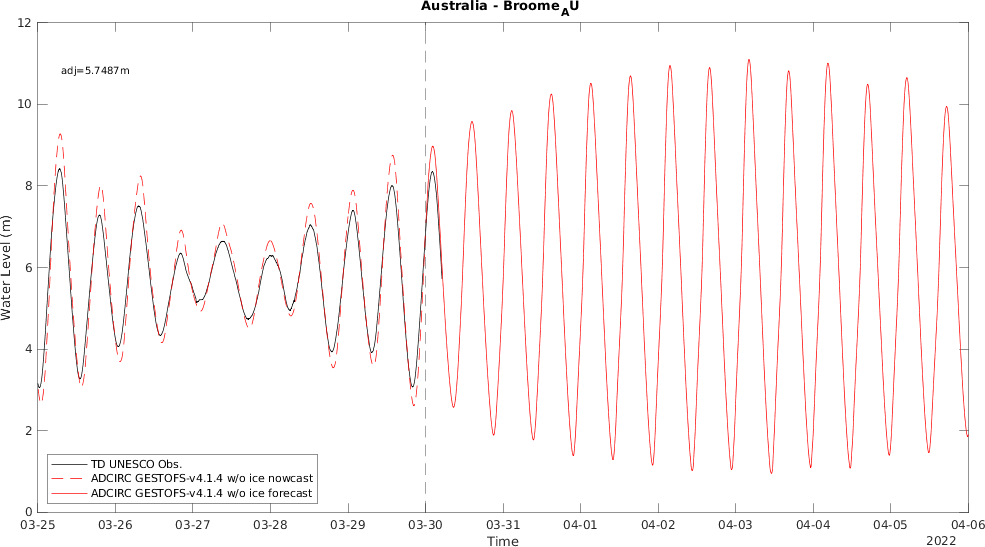 Australia - Broome_AU
12
adj=5.7487m
10
8
6
4
2
0
Water Level (m)
TD UNESCO Obs.
ADCIRC GESTOFS-v4.1.4 w/o ice nowcast
ADCIRC GESTOFS-v4.1.4 w/o ice forecast
03-25 03-26 03-27 03-28 03-29 03-30 03-31 04-01 04-02 04-03 04-04 04-05 04-06
Time
2022